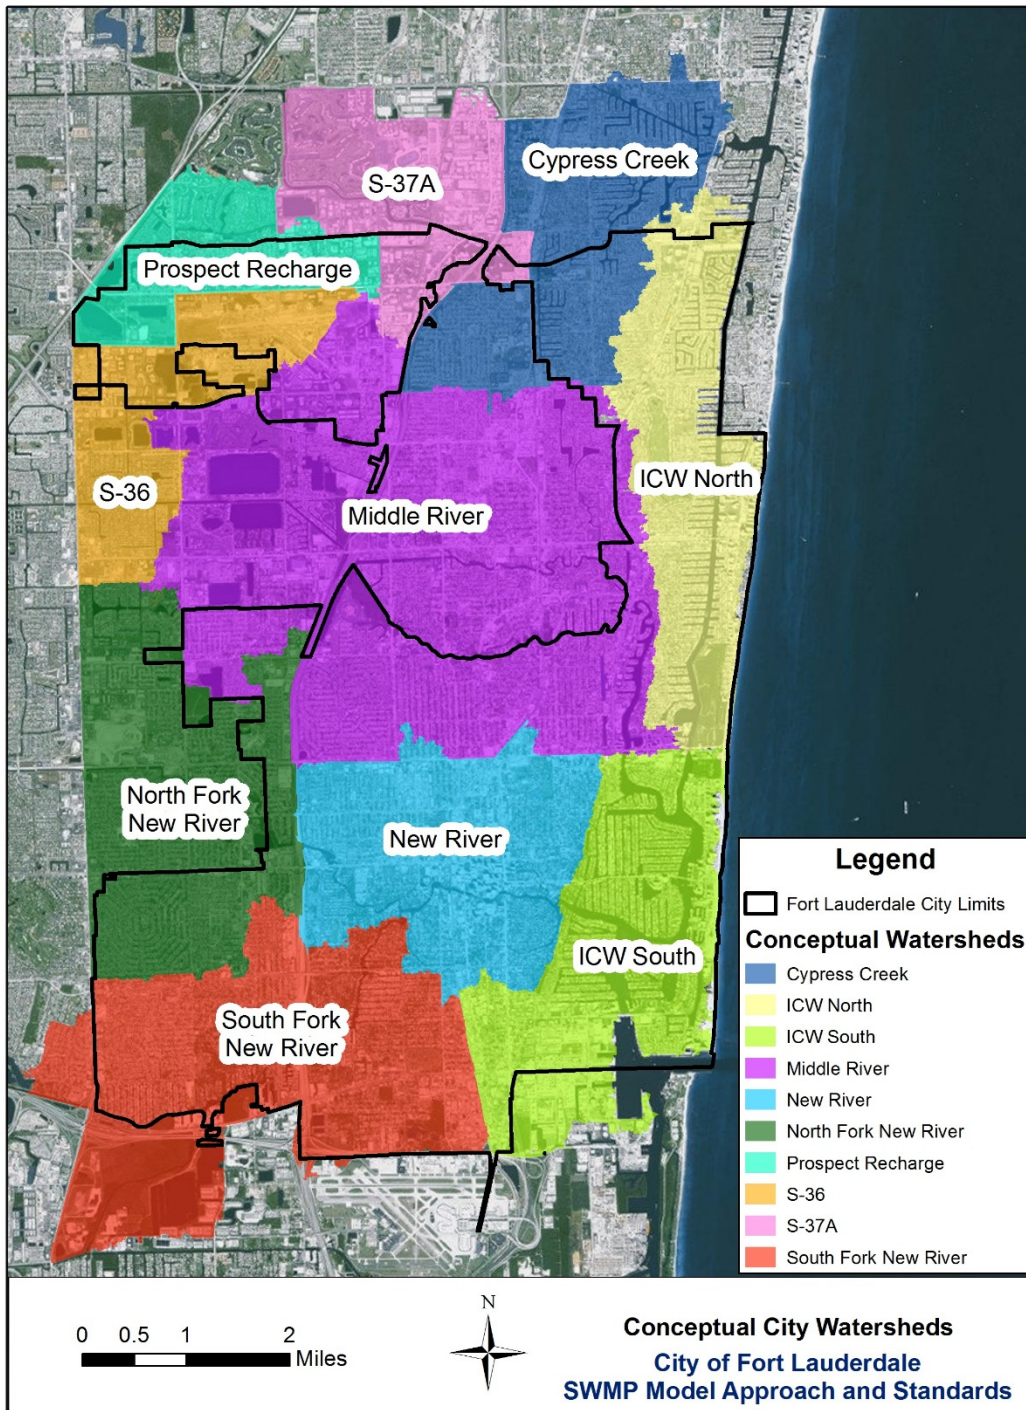 Cypress Creek
S-37A
Prospect Recharge
ICW North
S-36
Middle River
North Fork
New River
New River
ICW South
South Fork
New River
Legend
Fort Lauderdale City Limits
Conceptual Watersheds
Cypress Creek
ICW North
ICW South
Middle River
New River
North Fork New River
Prospect Recharge
S-36
S-37A
South Fork New River
0 0.5 1 2
Miles
N
Conceptual City Watersheds
City of Fort Lauderdale
SWMP Model Approach and Standards